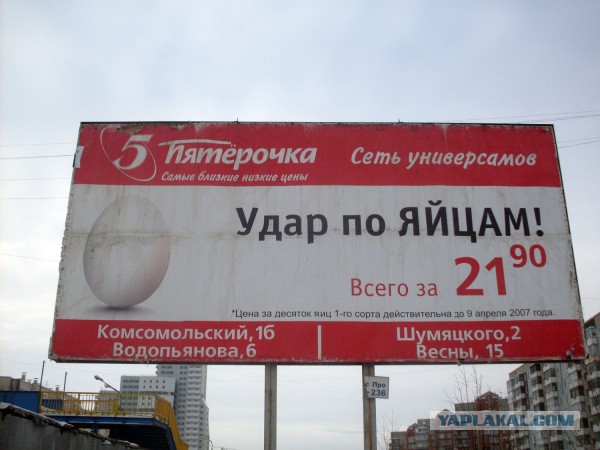 5 Пятёрочка
Сеть универсамов
Самые близкие низкие цены
Удар по ЯЙЦАМ!
Всего за 21 90
*Цена за десяток яиц 1-го сорта действительна до 9 апреля 2007 года.
Комсомольский,1б
Водопьянова,6
Шумяцкого,2
Весны, 15
с Про
-236
YAPLAKAL.COM